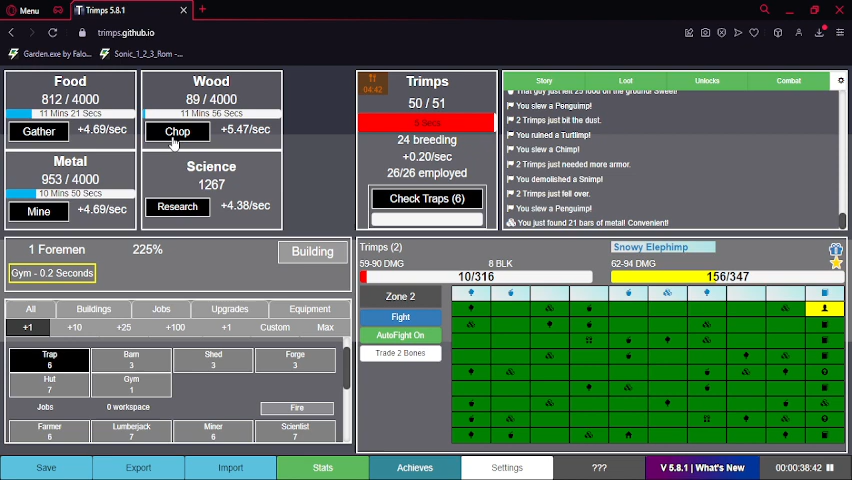 Menu
Trimps 5.8.1
trimps.github.io
Garden.exe by Falo...
Sonic_1_2_3_Rom -...
Food
812 / 4000
11 Mins 21 Secs
Gather
+4.69/sec
Wood
89 / 4000
11 Mins 56 Secs
Chop
+5.47/sec
Metal
953 / 4000
10 Mins 50 Secs
Mine
+4.69/sec
Science
1267
Research
+4.38/sec
04:42
Trimps
50 / 51
24 breeding
+0.20/sec
26/26 employed
Check Traps (6)
Story
Loot
Unlocks
Combat
That guy just left 25 food on the ground! Sweet!
You slew a Penguimp!
2 Trimps just bit the dust.
You ruined a Turtlimp!
You slew a Chimp!
2 Trimps just needed more armor.
You demolished a Snimp!
2 Trimps just fell over.
You slew a Penguimp!
You just found 21 bars of metal! Convenient!
1 Foremen
225%
Building
Gym - 0.2 Seconds
All
Buildings
Jobs
Upgrades
Equipment
+1
+10
+25
+100
+1
Custom
Max
Trap
6
Barn
3
Shed
3
Forge
3
Hut
7
Gym
1
Jobs
0 workspace
Fire
Farmer
6
Lumberjack
7
Miner
6
Scientist
7
Trimps (2)
59-90 DMG
8 BLK
10/316
Snowy Elephimp
62-94 DMG
156/347
Zone 2
Fight
AutoFight On
Trade 2 Bones
Save
Export
Import
Stats
Achieves
Settings
???
V 5.8.1 | What's New
00:00:38:42